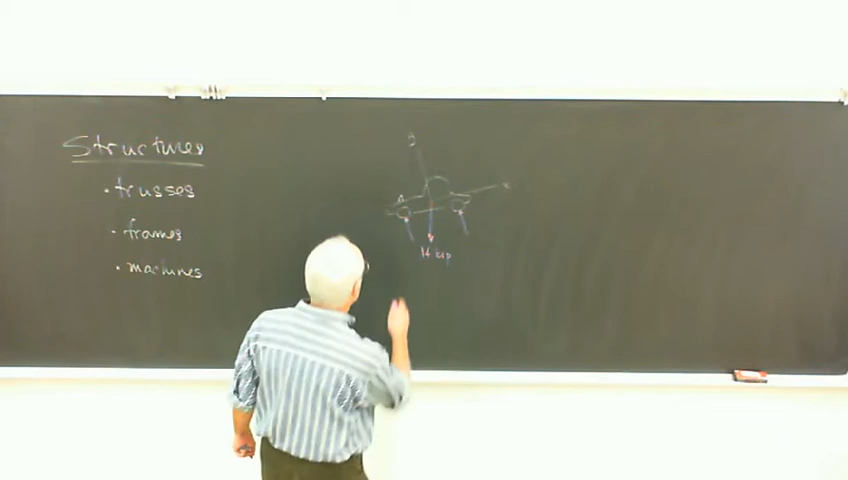 Structures
• trusses
• frames
• machines
y
A
x
14 kip